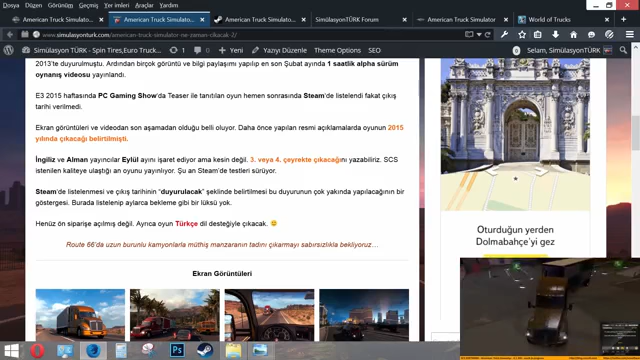 Dosya Düzen Görünüm Geçmiş Yer imleri Araçlar Yardım
American Truck Simulato...
American Truck Simulato...
American Truck Simulato...
SimülasyonTÜRK Forum
American Truck Simulator
World of Trucks
www.simulasyonturk.com/american-truck-simulator-ne-zaman-cikacak-2/
Simülasyon TÜRK - Spin Tires,Euro Truck...
Yeni
Yazıyı Düzenle
Theme Options
SEO
Selam, SimülasyonTÜRK
2013'te duyurulmuştu. Ardından birçok görüntü ve bilgi paylaşımı yapılıp en son Şubat ayında 1 saatlik alpha sürüm
oynanış videosu yayınlandı.
E3 2015 haftasında PC Gaming Show'da Teaser ile tanıtılan oyun hemen sonrasında Steam'de listelendi fakat çıkış
tarihi verilmedi.
Ekran görüntüleri ve videodan son aşamadan olduğu belli oluyor. Daha önce yapılan resmi açıklamalarda oyunun 2015
yılında çıkacağı belirtilmişti.
İngiliz ve Alman yayıncılar Eylül ayını işaret ediyor ama kesin değil. 3. veya 4. çeyrekte çıkacağını yazabiliriz. SCS
istenilen kaliteye ulaştığı an oyunu yayınlıyor. Şu an Steam'de testleri sürüyor.
Steam'de listelenmesi ve çıkış tarihinin "duyurulacak" şeklinde belirtilmesi bu duyurunun çok yakında yapılacağının bir
göstergesi. Burada listelenip aylarca bekleme gibi bir lüksü yok.
Henüz ön siparişe açılmış değil. Ayrıca oyun Türkçe dil desteğiyle çıkacak.
Route 66'da uzun burunlu kamyonlarla müthiş manzaranın tadını çıkarmayı sabırsızlıkla bekliyoruz...
Ekran Görüntüleri
Oturduğun yerden
Dolmabahçe'yi gez